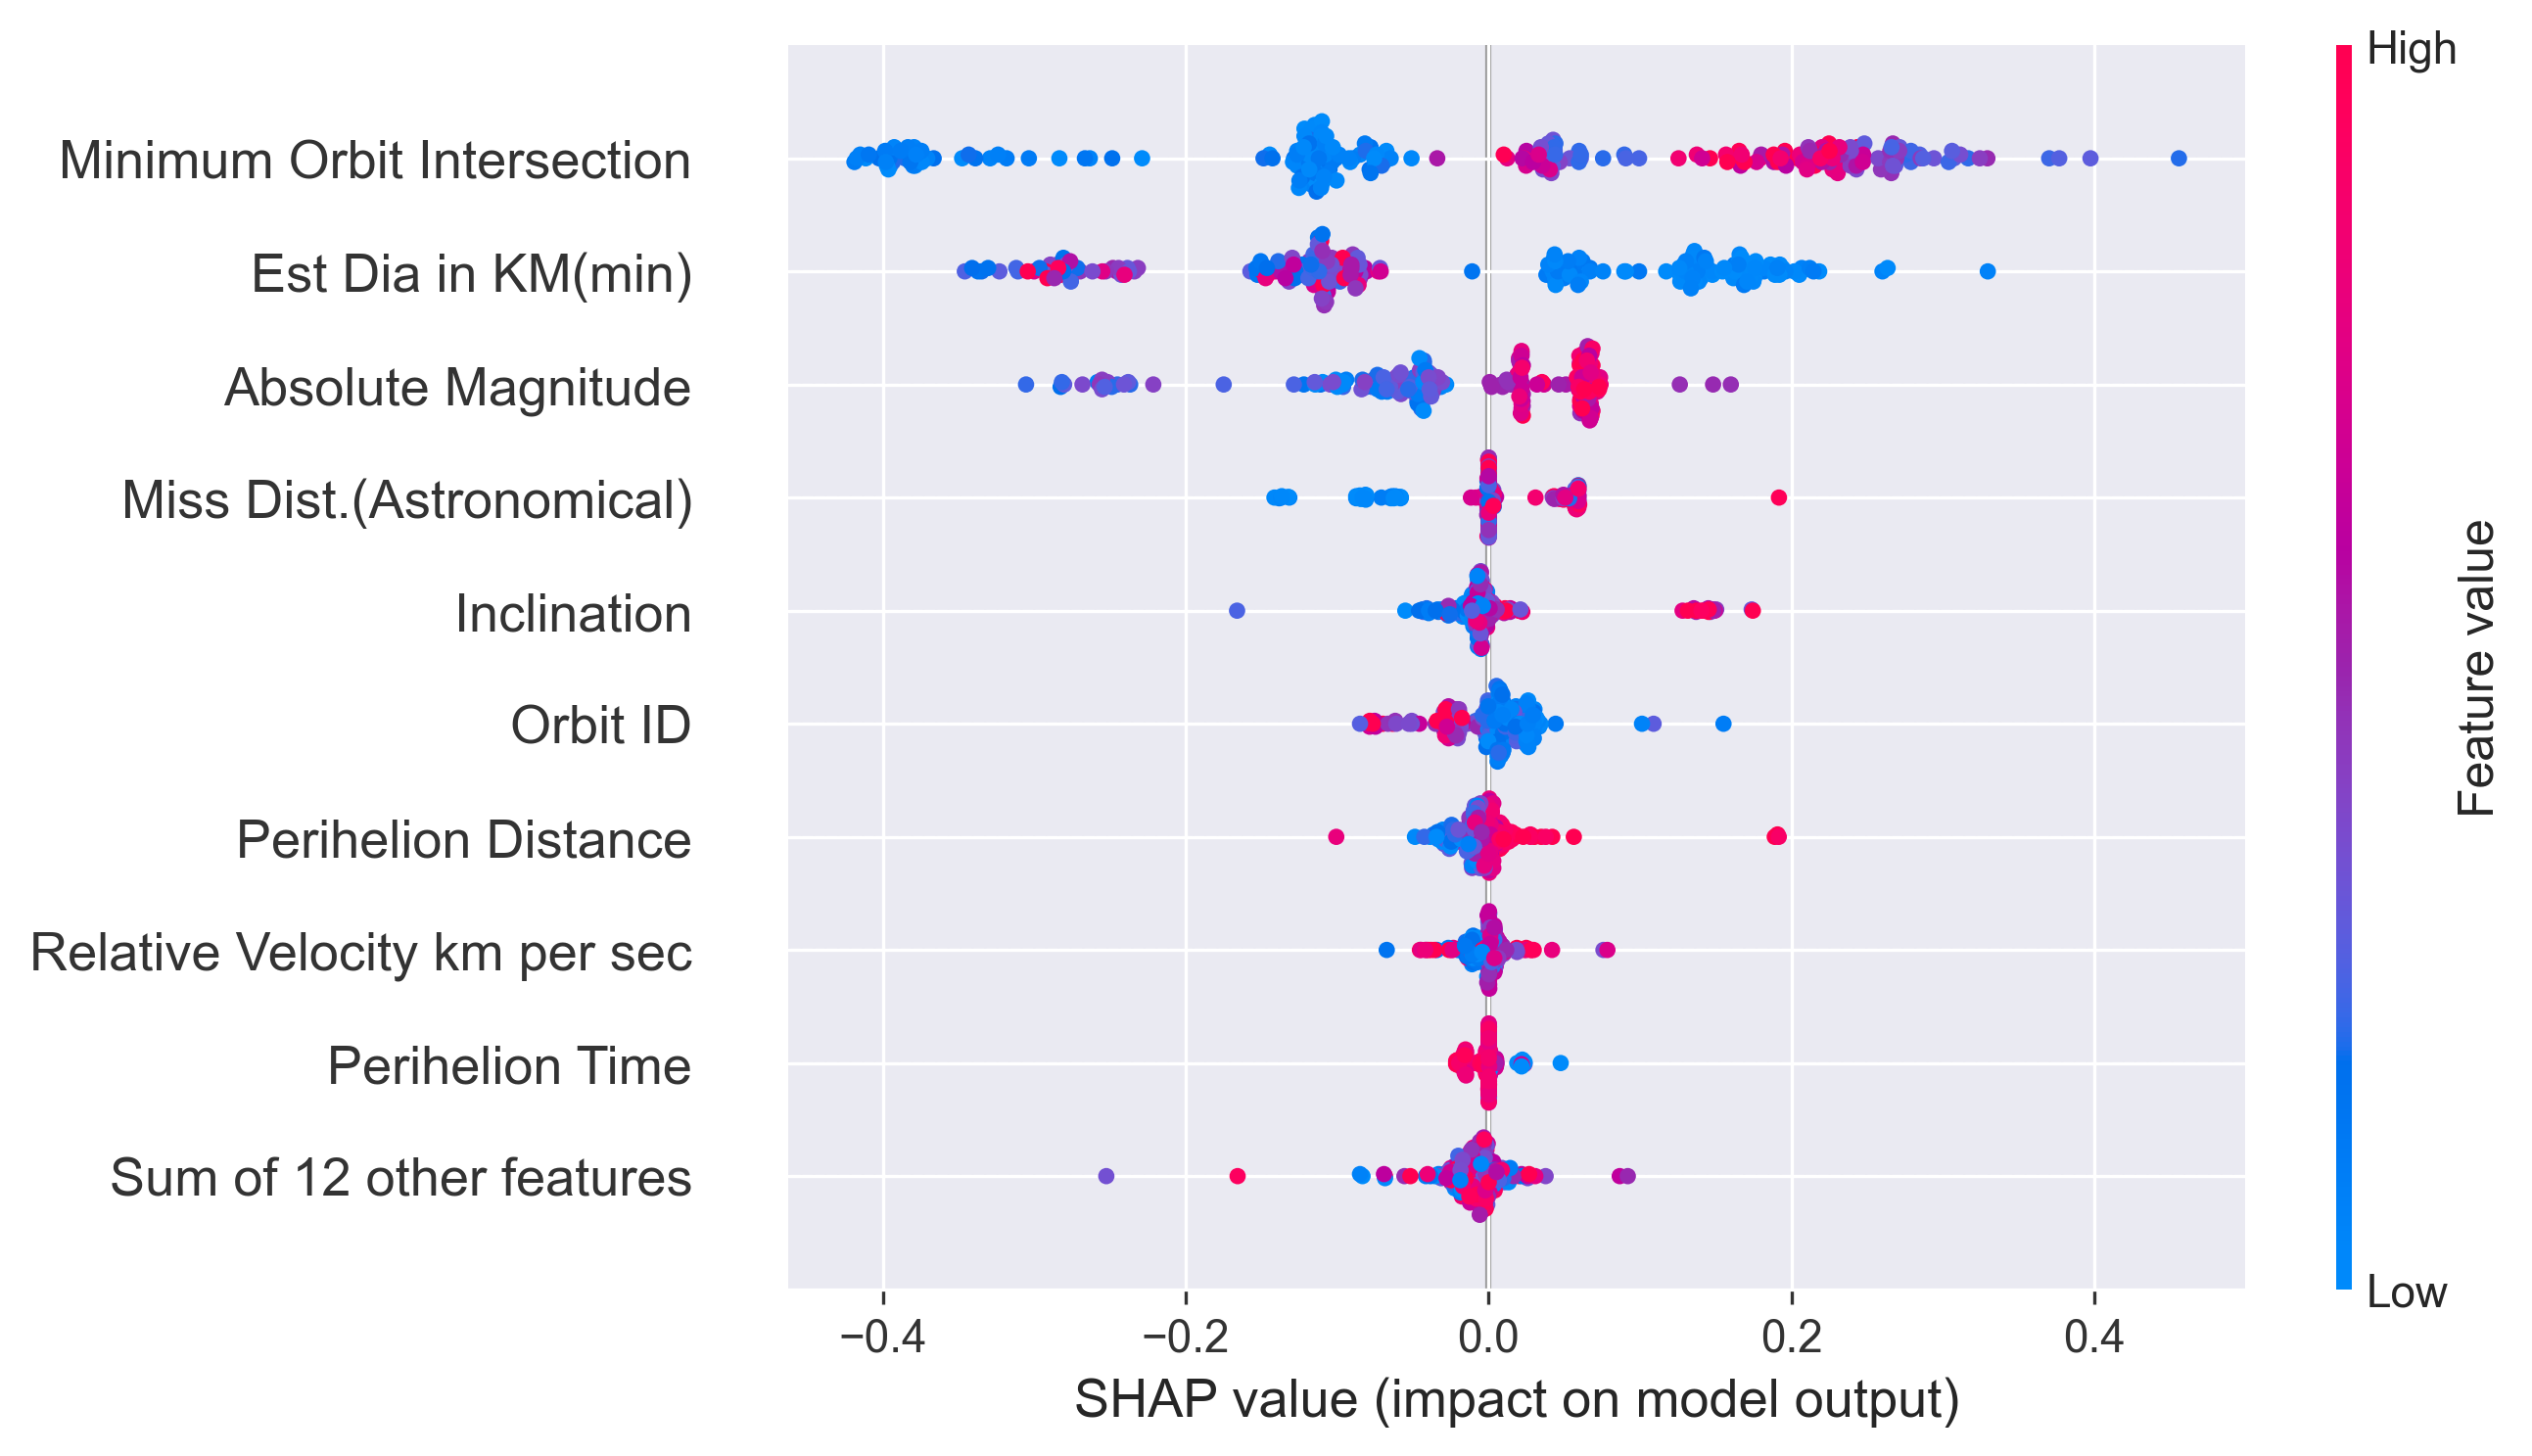 High
Minimum Orbit Intersection
Est Dia in KM(min)
Absolute Magnitude
Miss Dist.(Astronomical)
Inclination
Orbit ID
Perihelion Distance
Relative Velocity km per sec
Perihelion Time
Sum of 12 other features
Feature value
Low
−0.4 −0.2 0.0 0.2 0.4
SHAP value (impact on model output)